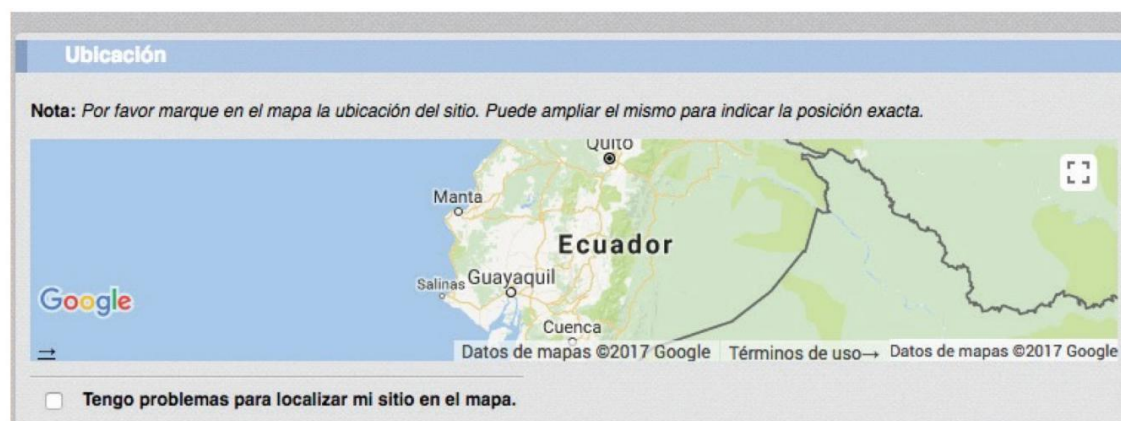 Ubicación
Nota: Por favor marque en el mapa la ubicación del sitio. Puede ampliar el mismo para indicar la posición exacta.
Quito
Manta
Ecuador
Salinas Guayaquil
Google
Cuenca
→ Datos de mapas ©2017 Google Términos de uso→ Datos de mapas ©2017 Google
Tengo problemas para localizar mi sitio en el mapa.